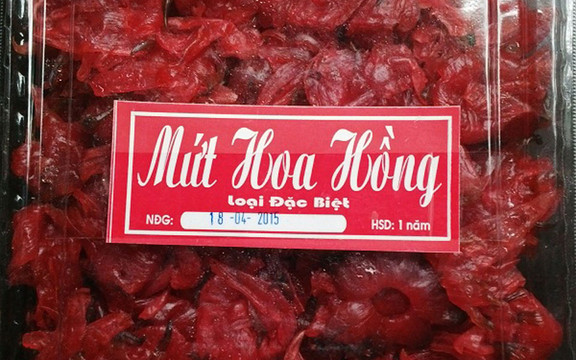 Mứt Hoa Hồng
Loại Đặc Biệt
NĐG: 18 -04- 2015 HSD: 1 năm